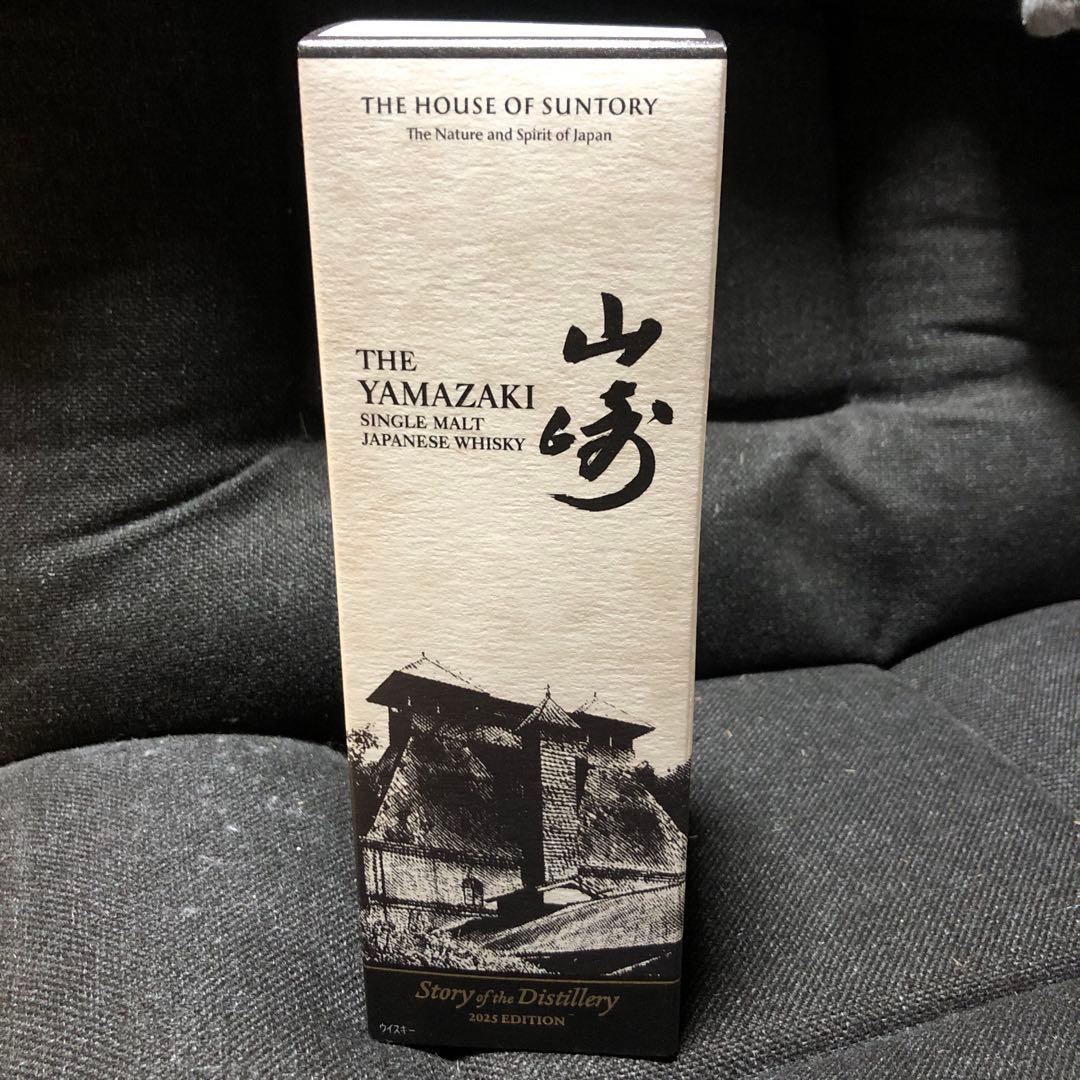 THE HOUSE OF SUNTORY
The Nature and Spirit of Japan
山崎
THE
YAMAZAKI
SINGLE MALT
JAPANESE WHISKY
Story of the Distillery
2025 EDITION
ウイスキー